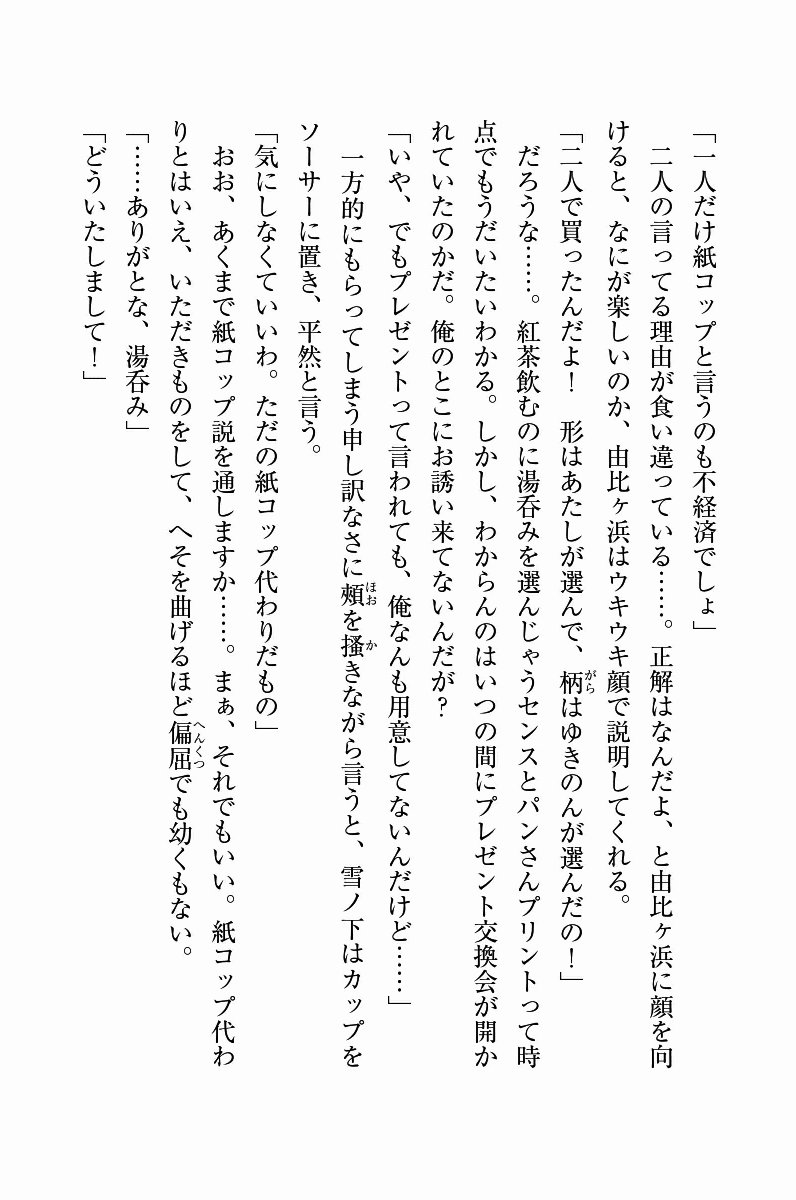 「一人だけ紙コップと言うのも不経済でしょ」
　二人の言ってる理由が食い違っている……。正解はなんだよ、と由比ヶ浜に顔を向
けると、なにが楽しいのか、由比ヶ浜はウキウキ顔で説明してくれる。
「二人で買ったんだよ！　形はあたしが選んで、柄はゆきのんが選んだの！」
　だろうな……。紅茶飲むのに湯呑みを選んじゃうセンスとパンさんプリントって時
点でもうだいたいわかる。しかし、わからんのはいつの間にプレゼント交換会が開か
れていたのかだ。俺のとこにお誘い来てないんだが？
「いや、でもプレゼントって言われても、俺なんも用意してないんだけど……」
　一方的にもらってしまう申し訳なさに頰を搔きながら言うと、雪ノ下はカップを
ソーサーに置き、平然と言う。
「気にしなくていいわ。ただの紙コップ代わりだもの」
　おお、あくまで紙コップ説を通しますか……。まぁ、それでもいい。紙コップ代わ
りとはいえ、いただきものをして、へそを曲げるほど偏屈でも幼くもない。
「……ありがとな、湯呑み」
「どういたしまして！」